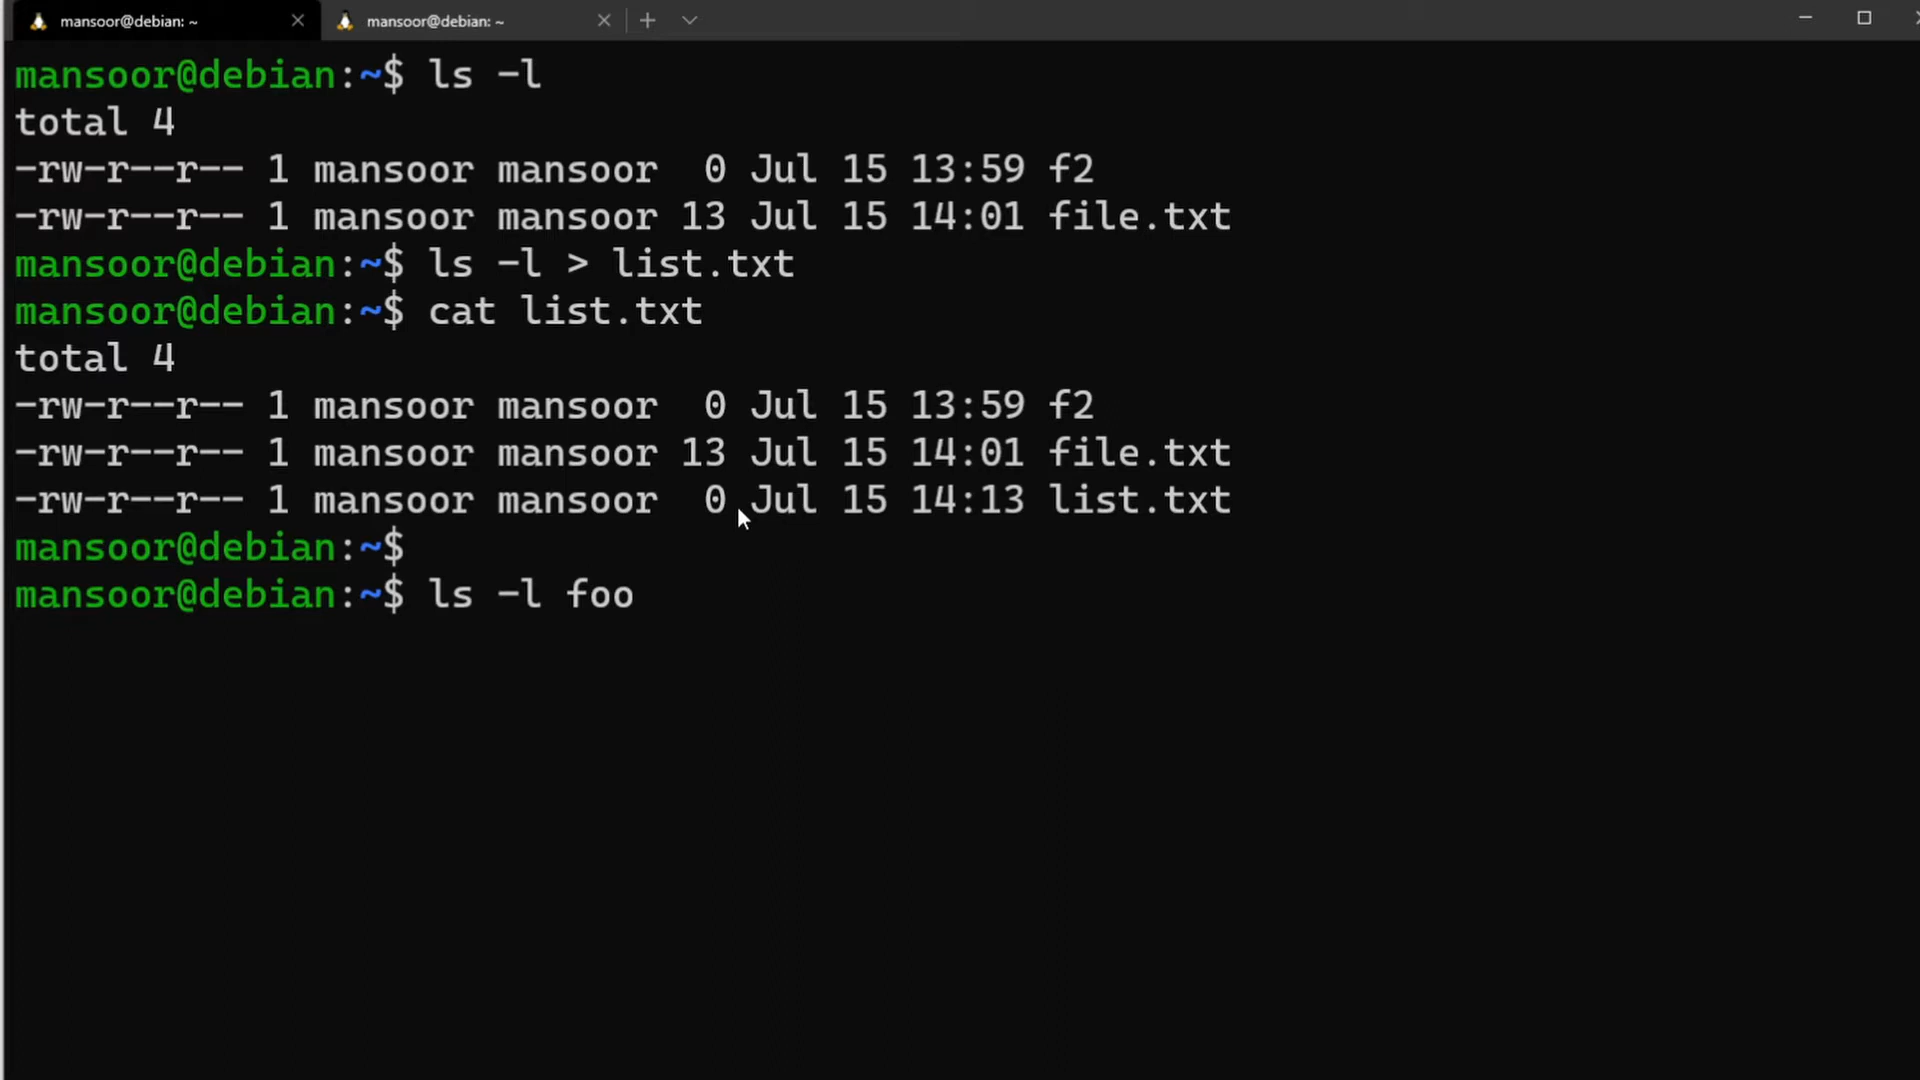 mansoor@debian: ~
mansoor@debian: ~
mansoor@debian:~$ ls -l
total 4
-rw-r--r-- 1 mansoor mansoor  0 Jul 15 13:59 f2
-rw-r--r-- 1 mansoor mansoor 13 Jul 15 14:01 file.txt
mansoor@debian:~$ ls -l > list.txt
mansoor@debian:~$ cat list.txt
total 4
-rw-r--r-- 1 mansoor mansoor  0 Jul 15 13:59 f2
-rw-r--r-- 1 mansoor mansoor 13 Jul 15 14:01 file.txt
-rw-r--r-- 1 mansoor mansoor  0 Jul 15 14:13 list.txt
mansoor@debian:~$
mansoor@debian:~$ ls -l foo